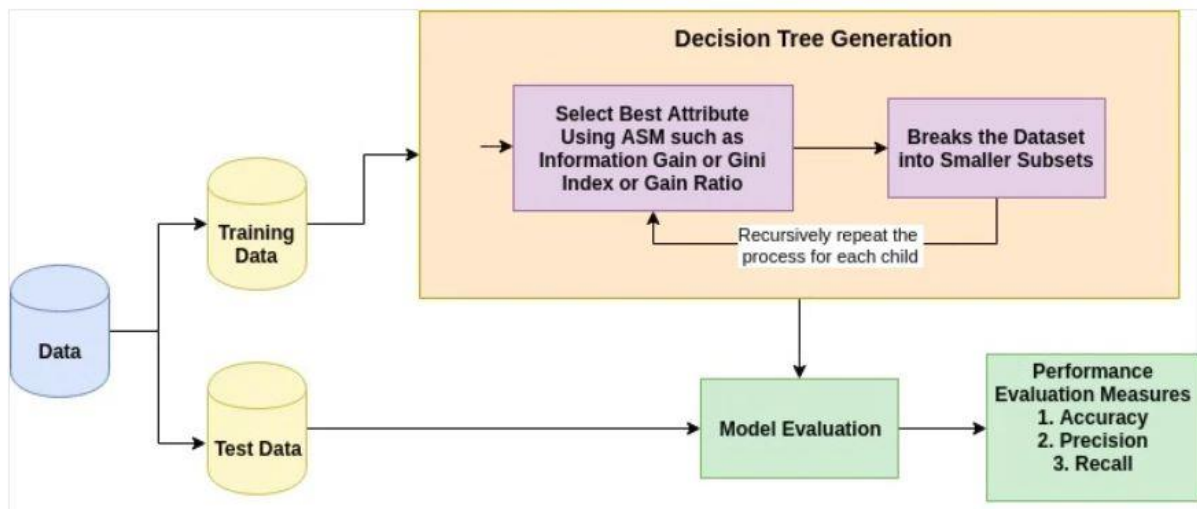 Decision Tree Generation
Select Best Attribute
Using ASM such as
Information Gain or Gini
Index or Gain Ratio
Breaks the Dataset
into Smaller Subsets
Recursively repeat the
process for each child
Training
Data
Data
Test Data
Model Evaluation
Performance
Evaluation Measures
1. Accuracy
2. Precision
3. Recall